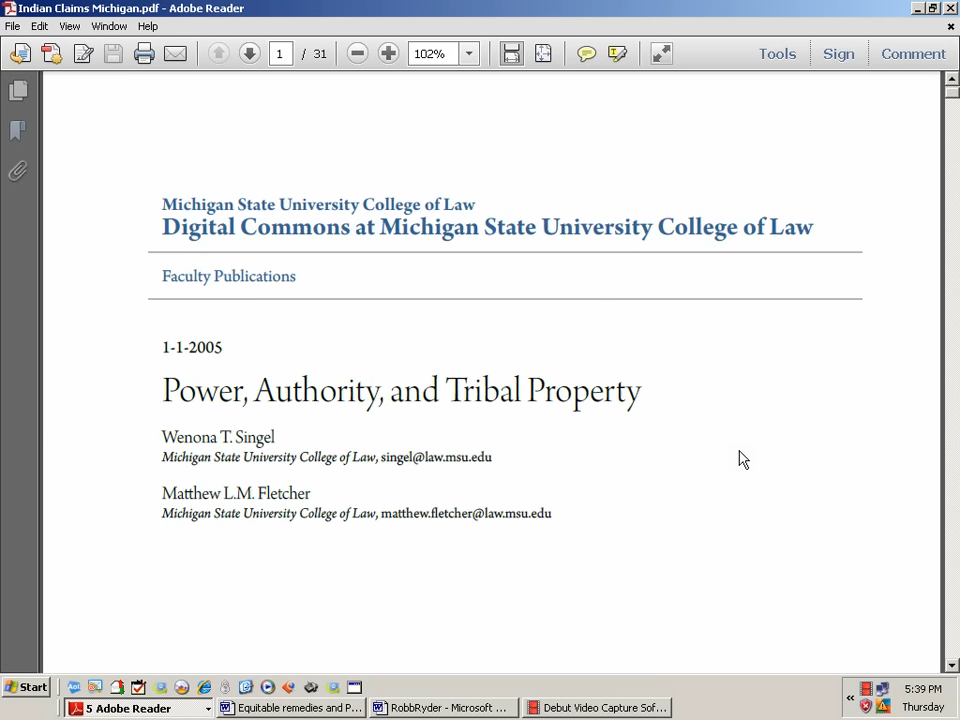 Indian Claims Michigan.pdf - Adobe Reader
File Edit View Window Help
1 / 31 102% Tools Sign Comment
Michigan State University College of Law
Digital Commons at Michigan State University College of Law
Faculty Publications
1-1-2005
Power, Authority, and Tribal Property
Wenona T. Singel
Michigan State University College of Law, singel@law.msu.edu
Matthew L.M. Fletcher
Michigan State University College of Law, matthew.fletcher@law.msu.edu
Start 5:39 PM
5 Adobe Reader Equitable remedies and P... RobbRyder - Microsoft ... Debut Video Capture Sof... Thursday